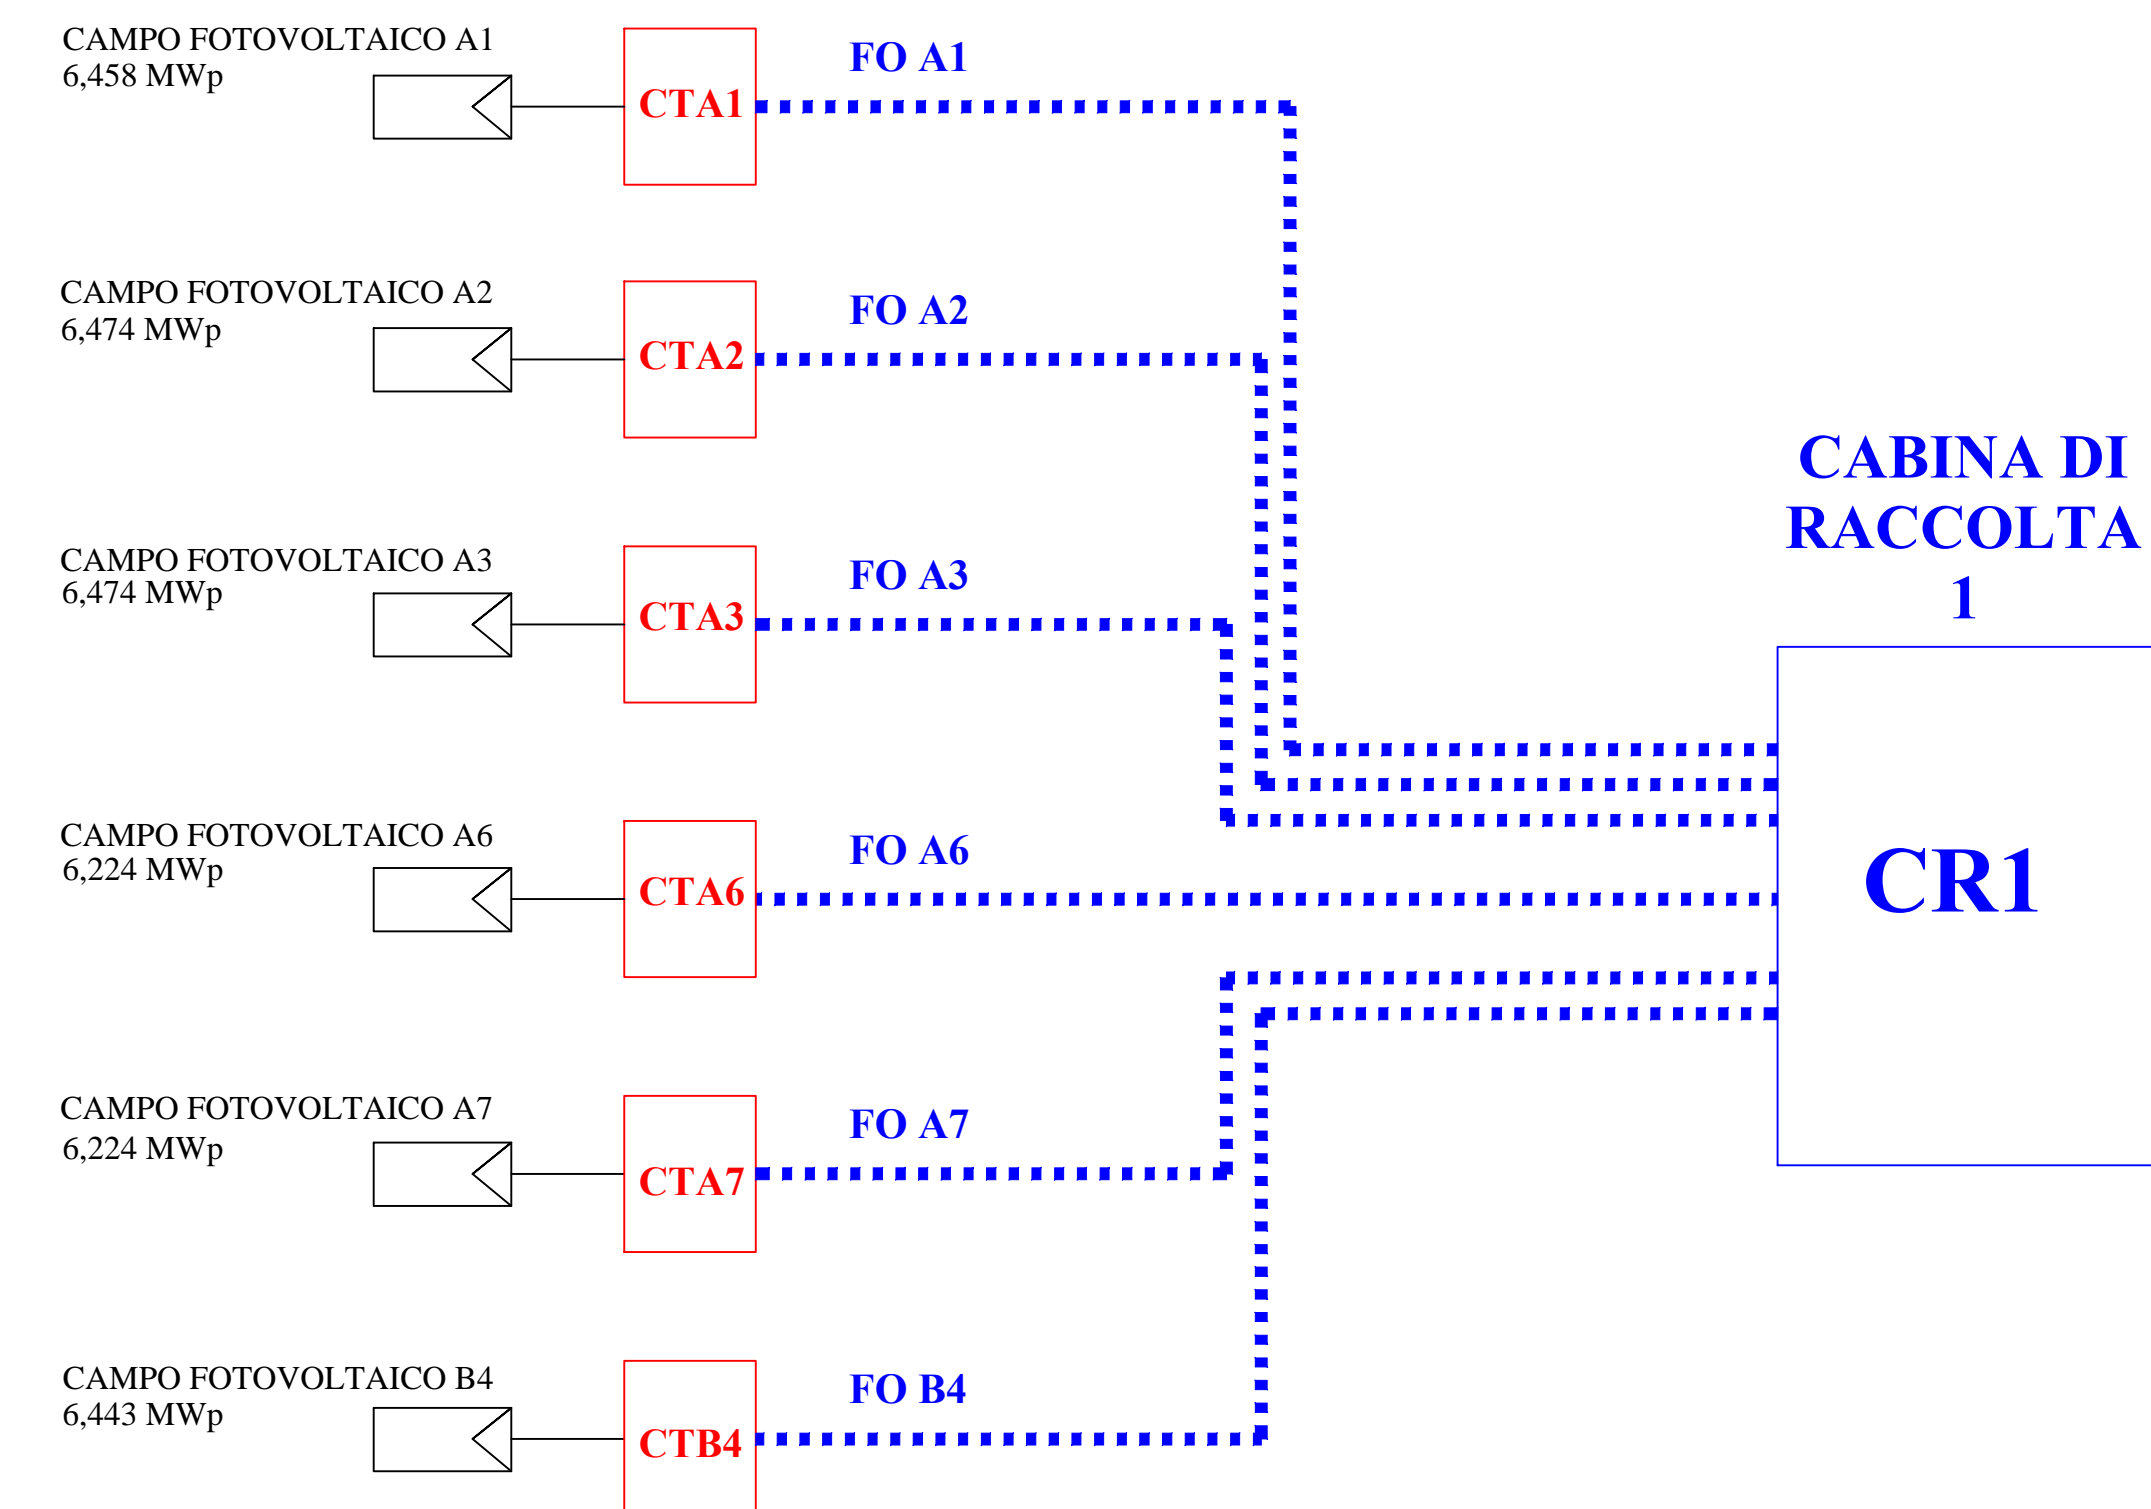 CAMPO FOTOVOLTAICO A1
6,458 MWp
CTA1
FO A1
CAMPO FOTOVOLTAICO A2
6,474 MWp
CTA2
FO A2
CAMPO FOTOVOLTAICO A3
6,474 MWp
CTA3
FO A3
CAMPO FOTOVOLTAICO A6
6,224 MWp
CTA6
FO A6
CAMPO FOTOVOLTAICO A7
6,224 MWp
CTA7
FO A7
CAMPO FOTOVOLTAICO B4
6,443 MWp
CTB4
FO B4
CABINA DI
RACCOLTA
1
CR1